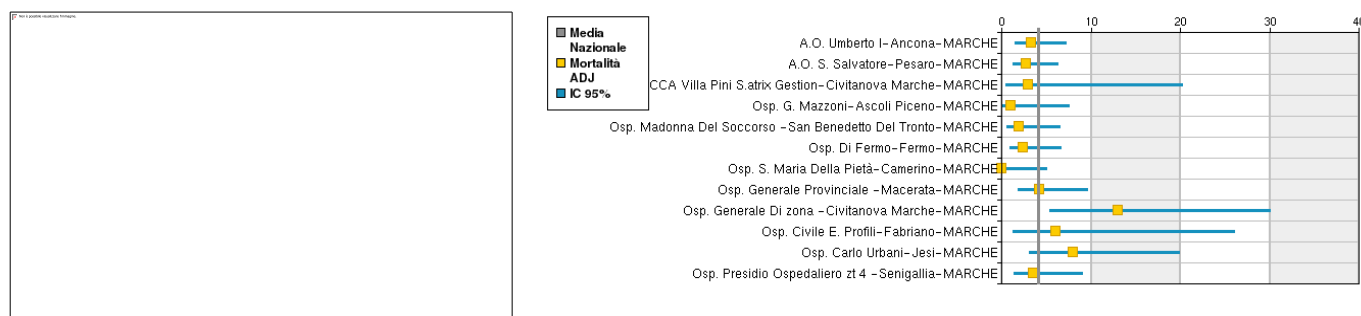 Non è possibile visualizzare l'immagine.
Media
Nazionale
Mortalità
ADJ
IC 95%
0 10 20 30 40
A.O. Umberto I-Ancona-MARCHE
A.O. S. Salvatore-Pesaro-MARCHE
CCA Villa Pini S.atrix Gestion-Civitanova Marche-MARCHE
Osp. G. Mazzoni-Ascoli Piceno-MARCHE
Osp. Madonna Del Soccorso -San Benedetto Del Tronto-MARCHE
Osp. Di Fermo-Fermo-MARCHE
Osp. S. Maria Della Pietà-Camerino-MARCHE
Osp. Generale Provinciale -Macerata-MARCHE
Osp. Generale Di zona -Civitanova Marche-MARCHE
Osp. Civile E. Profili-Fabriano-MARCHE
Osp. Carlo Urbani-Jesi-MARCHE
Osp. Presidio Ospedaliero zt 4 -Senigallia-MARCHE